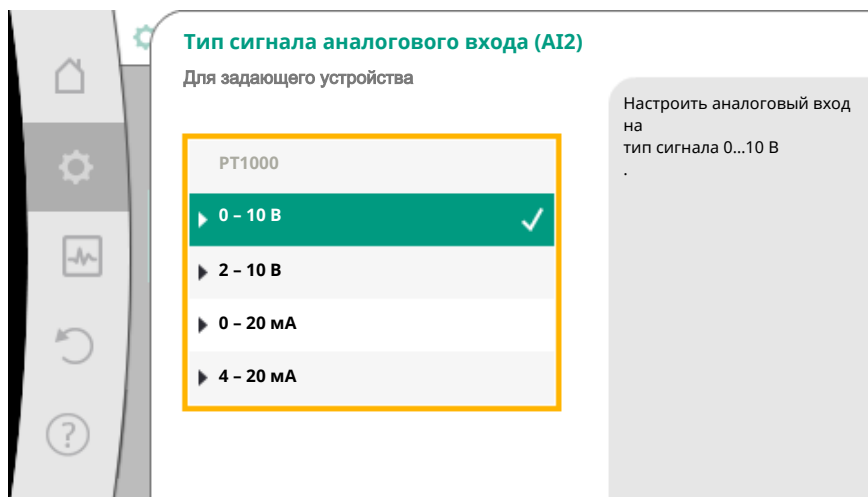 Тип сигнала аналогового входа (AI2)
Для задающего устройства
PT1000
0 – 10 В
2 – 10 В
0 – 20 мА
4 – 20 мА
Настроить аналоговый вход
на
тип сигнала 0...10 В
.
?